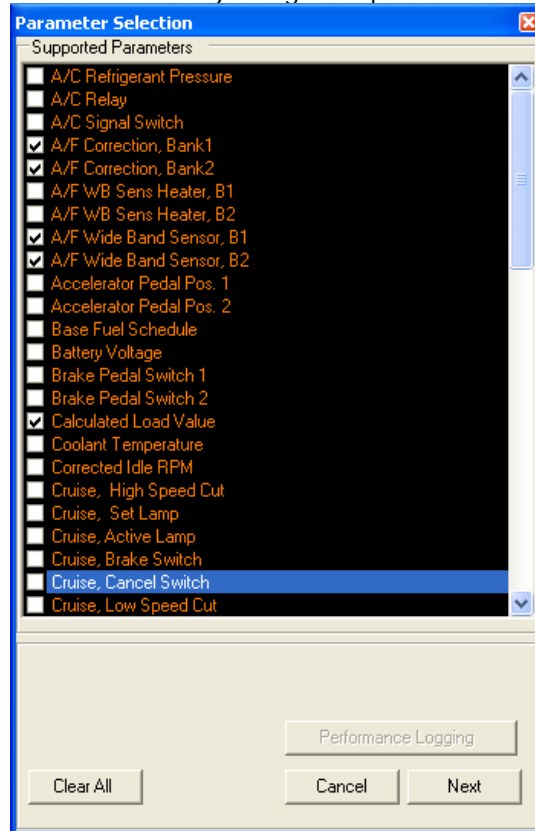 Parameter Selection
Supported Parameters
A/C Refrigerant Pressure
A/C Relay
A/C Signal Switch
A/F Correction, Bank1
A/F Correction, Bank2
A/F WB Sens Heater, B1
A/F WB Sens Heater, B2
A/F Wide Band Sensor, B1
A/F Wide Band Sensor, B2
Accelerator Pedal Pos. 1
Accelerator Pedal Pos. 2
Base Fuel Schedule
Battery Voltage
Brake Pedal Switch 1
Brake Pedal Switch 2
Calculated Load Value
Coolant Temperature
Corrected Idle RPM
Cruise,  High Speed Cut
Cruise,  Set Lamp
Cruise, Active Lamp
Cruise, Brake Switch
Cruise, Cancel Switch
Cruise, Low Speed Cut
Performance Logging
Clear All Cancel Next